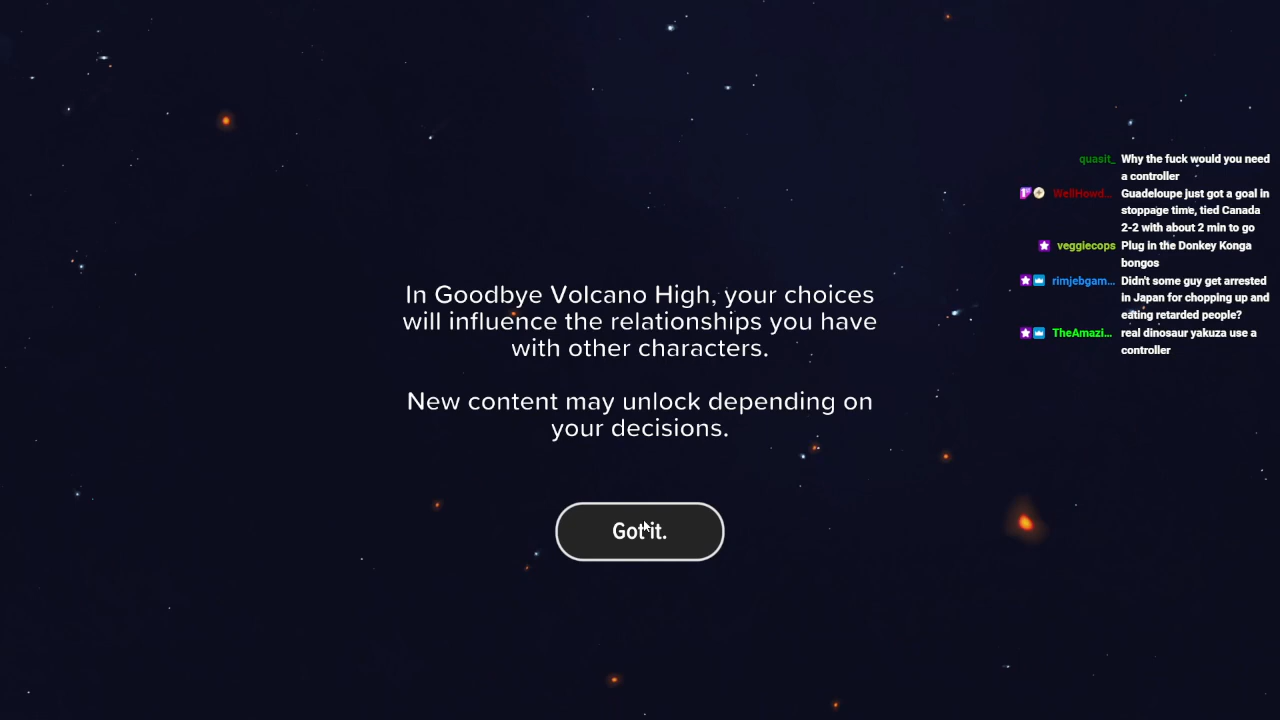 In Goodbye Volcano High, your choices
will influence the relationships you have
with other characters.
New content may unlock depending on
your decisions.
Got it.
quasit_ Why the fuck would you need
a controller
WellHowd... Guadeloupe just got a goal in
stoppage time, tied Canada
2-2 with about 2 min to go
veggiecops Plug in the Donkey Konga
bongos
rimjebgam... Didn't some guy get arrested
in Japan for chopping up and
eating retarded people?
TheAmazi... real dinosaur yakuza use a
controller